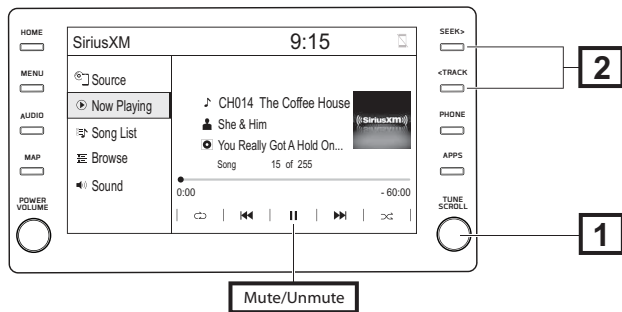 HOME
MENU
AUDIO
MAP
POWER
VOLUME
SiriusXM 9:15
Source
Now Playing
Song List
Browse
Sound
CH014 The Coffee House
She & Him
You Really Got A Hold On...
Song 15 of 255
((SiriusXM))
0:00 - 60:00
SEEK>
<TRACK
PHONE
APPS
TUNE
SCROLL
2
1
Mute/Unmute